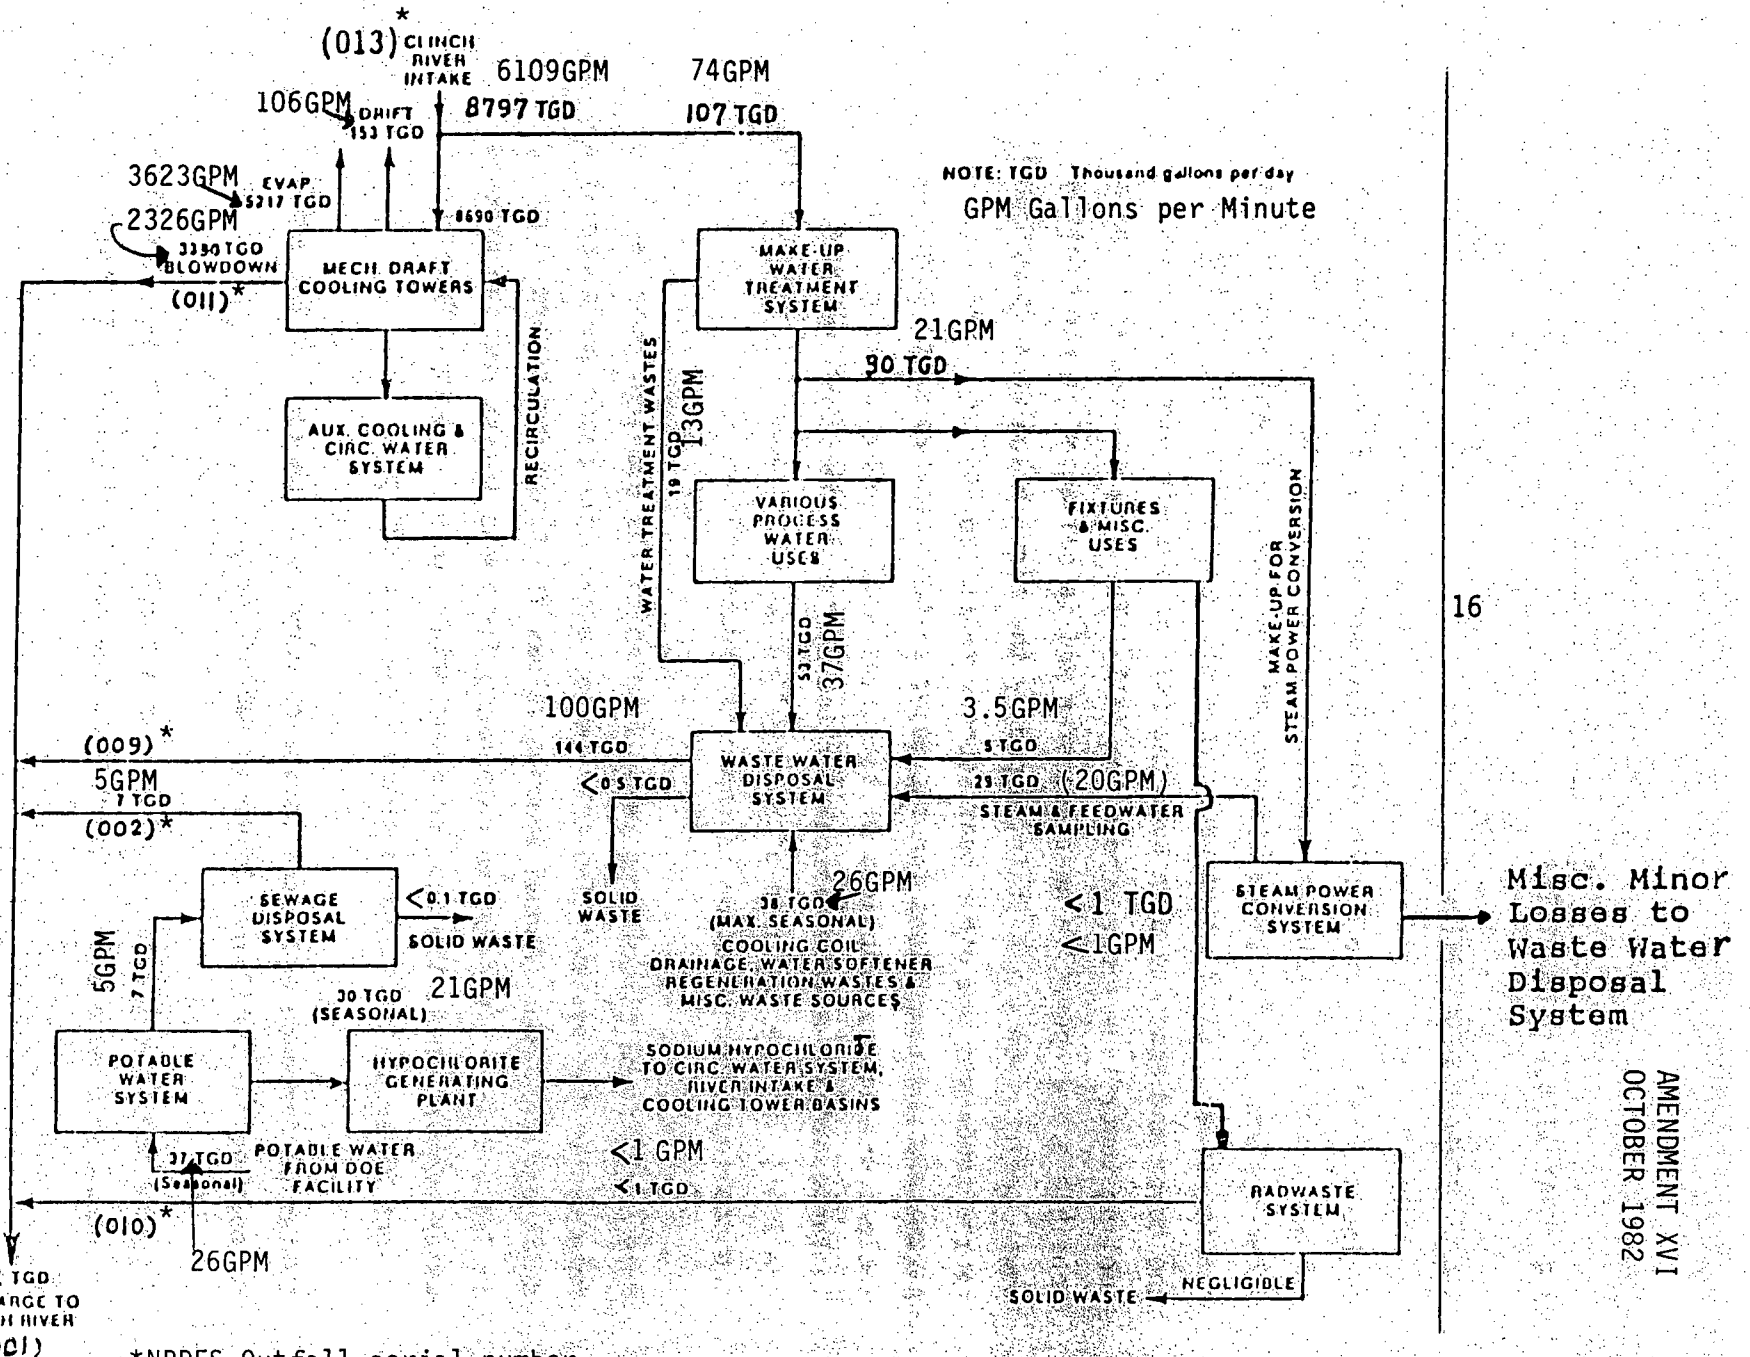 (013)*
CLINCH
RIVER
INTAKE
6109GPM
8797 TGD
74GPM
107 TGD
106GPM
DRIFT
153 TGD
3623GPM
EVAP
5217 TGD
2326GPM
BLOWDOWN
(011)*
8690 TGD
NOTE: TGD Thousand gallons per day
GPM Gallons per Minute
MECH. DRAFT
COOLING TOWERS
MAKE-UP
WATER
TREATMENT
SYSTEM
AUX. COOLING &
CIRC. WATER
SYSTEM
RECIRCULATION
WATER TREATMENT WASTES
19 TGD
13GPM
21GPM
30 TGD
VARIOUS
PROCESS
WATER
USES
FIXTURES
& MISC.
USES
MAKE-UP FOR
STEAM POWER CONVERSION
16
53 TGD
37GPM
100GPM
144 TGD
(009)*
5GPM
7 TGD
(002)*
<0.5 TGD
SOLID
WASTE
WASTE WATER
DISPOSAL
SYSTEM
3.5GPM
5 TGD
29 TGD (20GPM)
STEAM & FEEDWATER
SAMPLING
26GPM
38 TGD
(MAX. SEASONAL)
COOLING COIL
DRAINAGE, WATER SOFTENER
REGENERATION WASTES &
MISC. WASTE SOURCES
<1 TGD
<1GPM
STEAM POWER
CONVERSION
SYSTEM
Misc. Minor
Losses to
Waste Water
Disposal
System
SEWAGE
DISPOSAL
SYSTEM
<0.1 TGD
SOLID WASTE
5GPM
7 TGD
30 TGD
(SEASONAL)
21GPM
POTABLE
WATER
SYSTEM
HYPOCHLORITE
GENERATING
PLANT
SODIUM HYPOCHLORITE
TO CIRC. WATER SYSTEM,
RIVER INTAKE &
COOLING TOWER BASINS
37 TGD
(Seasonal)
POTABLE WATER
FROM DOE
FACILITY
26GPM
<1 GPM
<1 TGD
(010)*
RADWASTE
SYSTEM
NEGLIGIBLE
SOLID WASTE
TGD
ARGE TO
H RIVER
001)
*NPDES Outfall serial number
AMENDMENT XVI
OCTOBER 1982